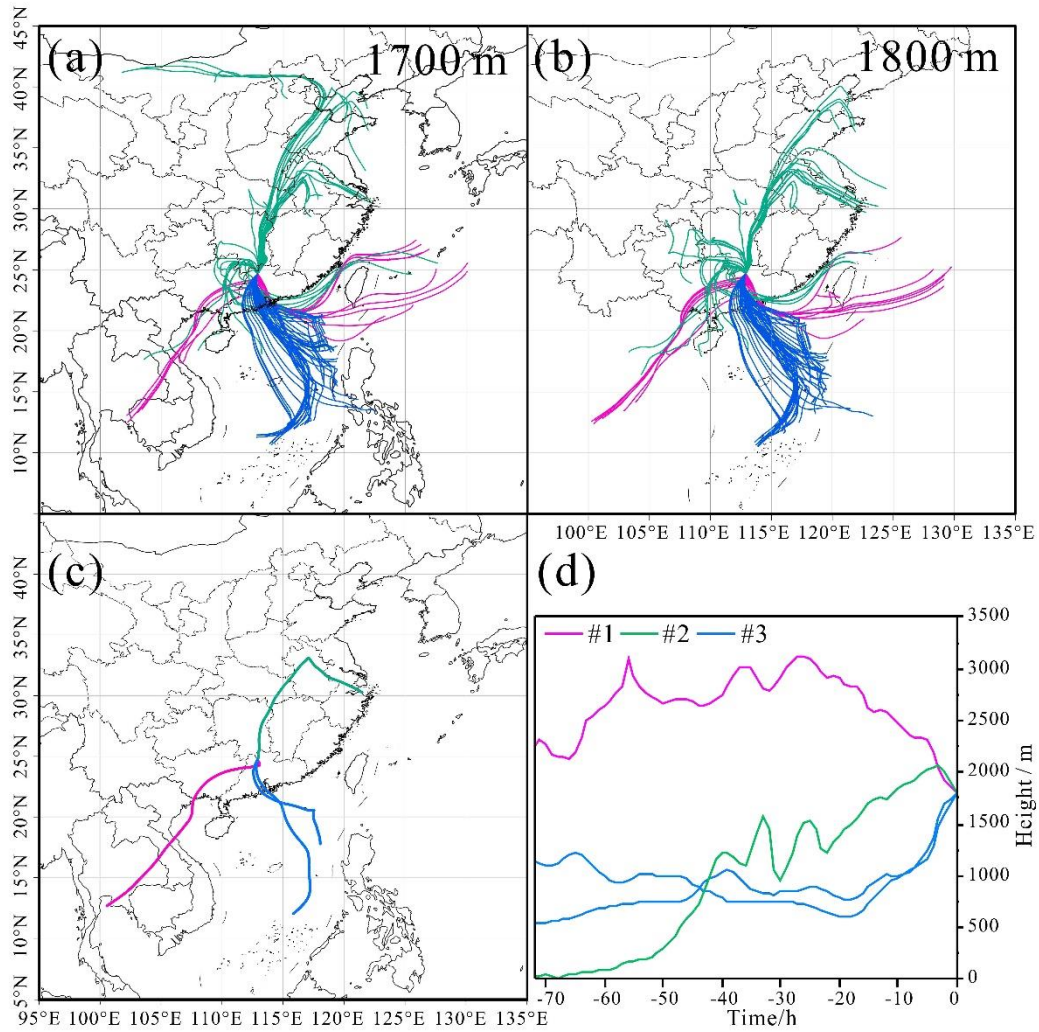 45°N
40°N
35°N
30°N
25°N
20°N
15°N
10°N
(a) 1700 m
(b) 1800 m
100°E 105°E 110°E 115°E 120°E 125°E 130°E 135°E
(c)
40°N
35°N
30°N
25°N
20°N
15°N
10°N
5°N
95°E 100°E 105°E 110°E 115°E 120°E 125°E 130°E 135°E
(d)
#1 #2 #3
3500
3000
2500
2000
1500
1000
500
0
Height / m
-70 -60 -50 -40 -30 -20 -10 0
Time/h